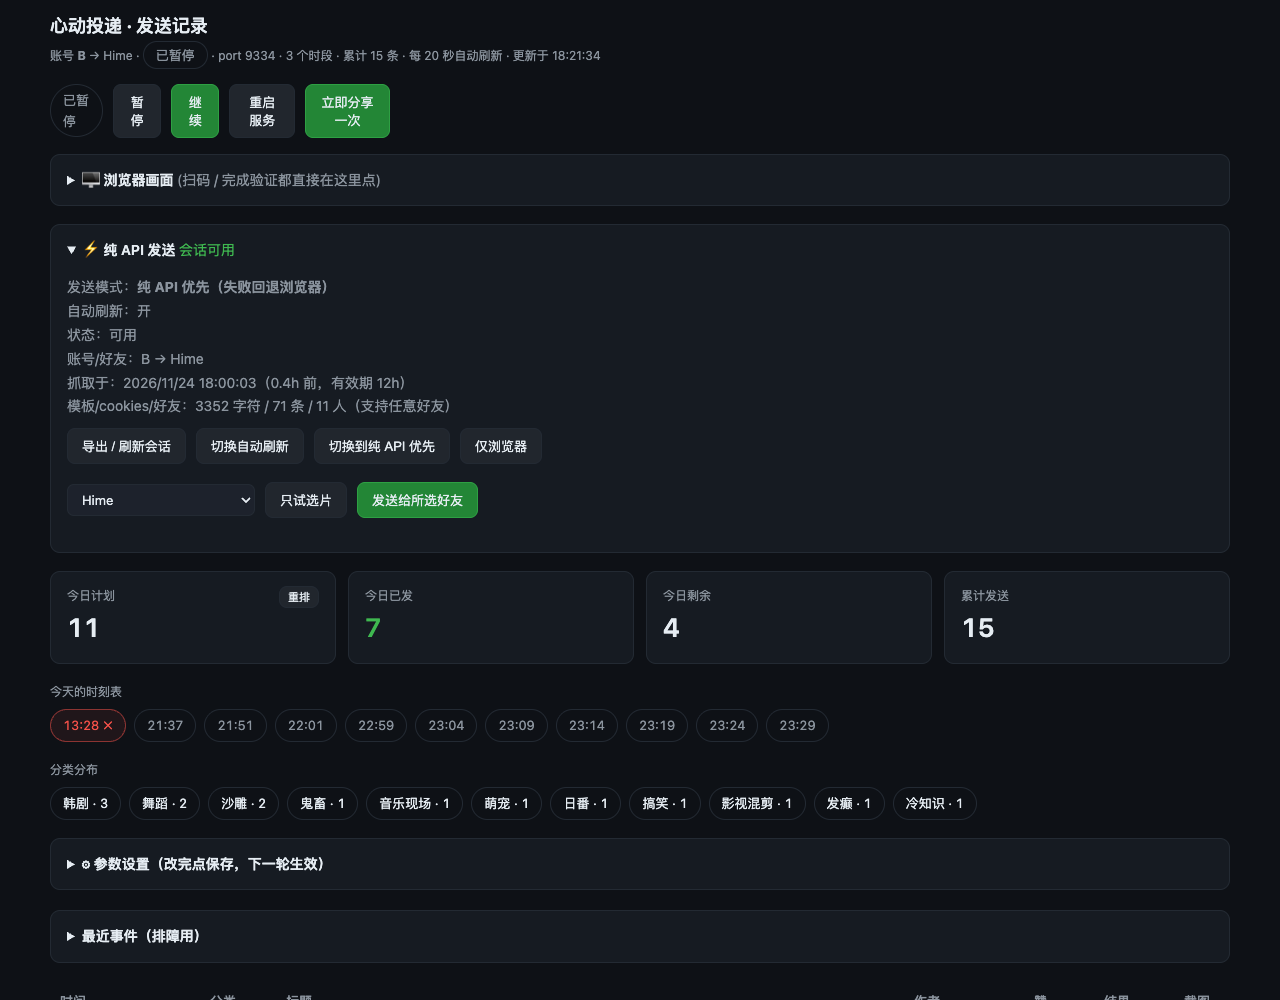 心动投递 · 发送记录
账号 B → Hime · 已暂停 · port 9334 · 3 个时段 · 累计 15 条 · 每 20 秒自动刷新 · 更新于 18:21:34
已暂
停
暂
停
继
续
重启
服务
立即分享
一次
浏览器画面 (扫码 / 完成验证都直接在这里点)
纯 API 发送 会话可用
发送模式：纯 API 优先（失败回退浏览器）
自动刷新：开
状态：可用
账号/好友：B → Hime
抓取于：2026/11/24 18:00:03（0.4h 前，有效期 12h）
模板/cookies/好友：3352 字符 / 71 条 / 11 人（支持任意好友）
导出 / 刷新会话 切换自动刷新 切换到纯 API 优先 仅浏览器
Hime 只试选片 发送给所选好友
今日计划 重排 今日已发 今日剩余 累计发送
11 7 4 15
今天的时刻表
13:28 ✕ 21:37 21:51 22:01 22:59 23:04 23:09 23:14 23:19 23:24 23:29
分类分布
韩剧 · 3 舞蹈 · 2 沙雕 · 2 鬼畜 · 1 音乐现场 · 1 萌宠 · 1 日番 · 1 搞笑 · 1 影视混剪 · 1 发癫 · 1 冷知识 · 1
参数设置（改完点保存，下一轮生效）
最近事件（排障用）
时间 分类 标题 作者 赞 结果 截图